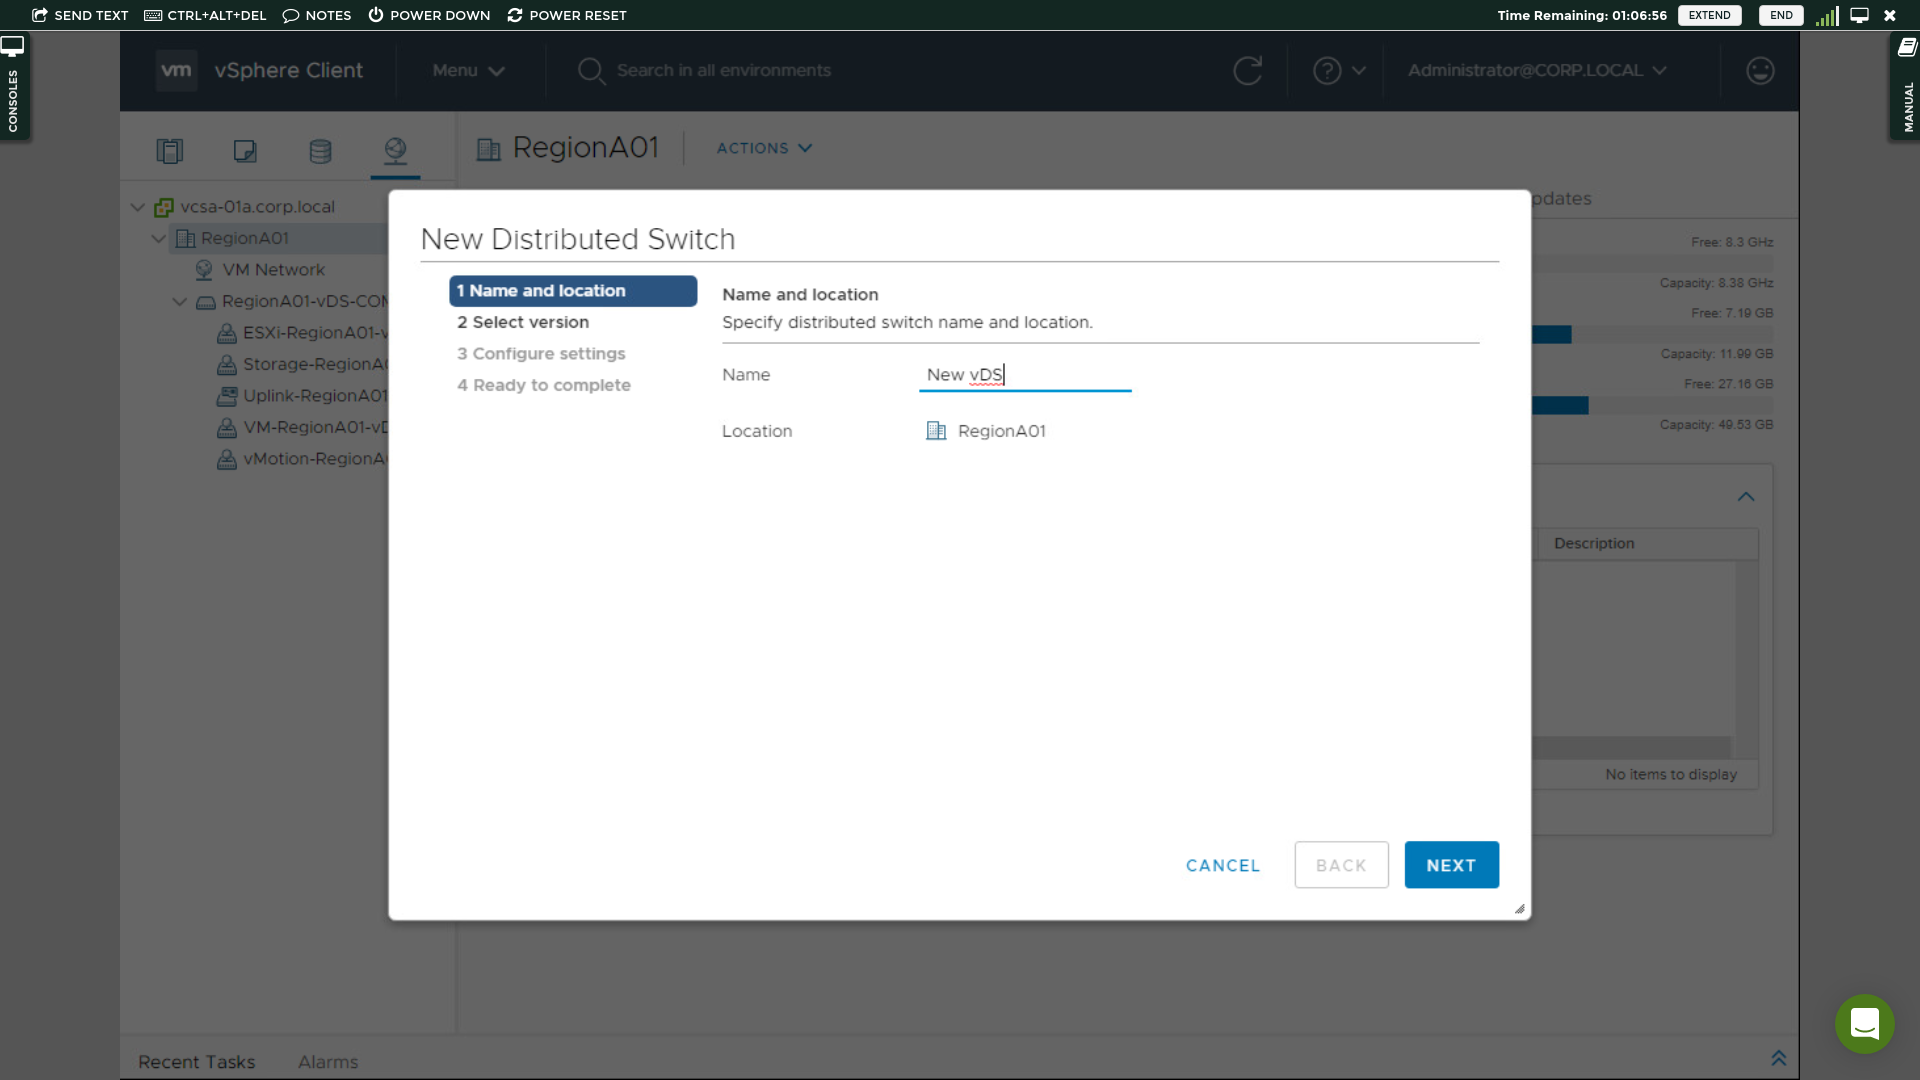 SEND TEXT CTRL+ALT+DEL NOTES POWER DOWN POWER RESET Time Remaining: 01:06:56 EXTEND END
CONSOLES
MANUAL
vm vSphere Client Menu Search in all environments Administrator@CORP.LOCAL
RegionA01 ACTIONS
vcsa-01a.corp.local
RegionA01
VM Network
RegionA01-vDS-COM
ESXi-RegionA01-v
Storage-RegionA
Uplink-RegionA01
VM-RegionA01-vD
vMotion-RegionA
pdates
Free: 8.3 GHz
Capacity: 8.38 GHz
Free: 7.19 GB
Capacity: 11.99 GB
Free: 27.16 GB
Capacity: 49.53 GB
Description
No items to display
New Distributed Switch
1 Name and location
2 Select version
3 Configure settings
4 Ready to complete
Name and location
Specify distributed switch name and location.
Name New vDS
Location RegionA01
CANCEL BACK NEXT
Recent Tasks Alarms